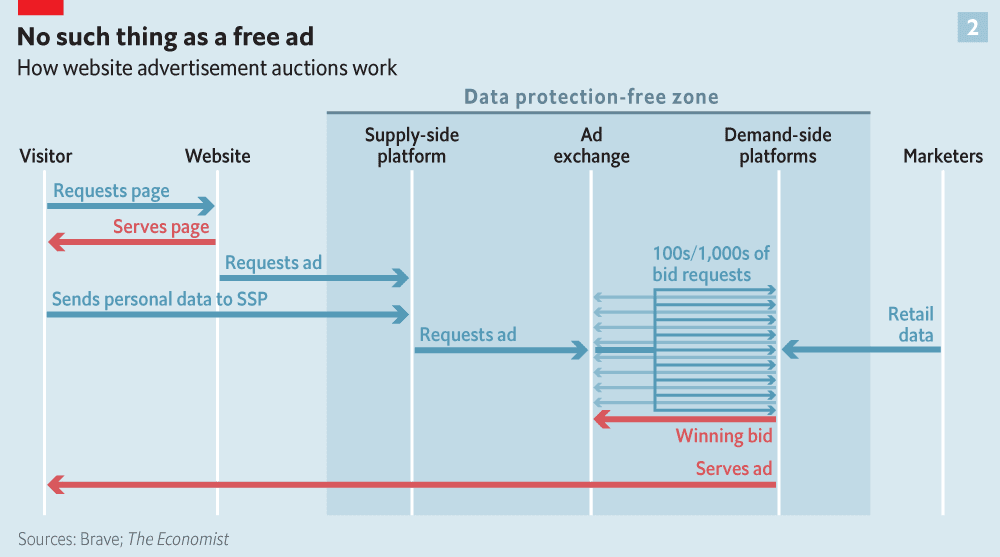 No such thing as a free ad
2
How website advertisement auctions work
Data protection-free zone
Visitor
Website
Supply-side
platform
Ad
exchange
Demand-side
platforms
Marketers
Requests page
Serves page
Requests ad
Sends personal data to SSP
Requests ad
100s/1,000s of
bid requests
Retail
data
Winning bid
Serves ad
Sources: Brave; The Economist